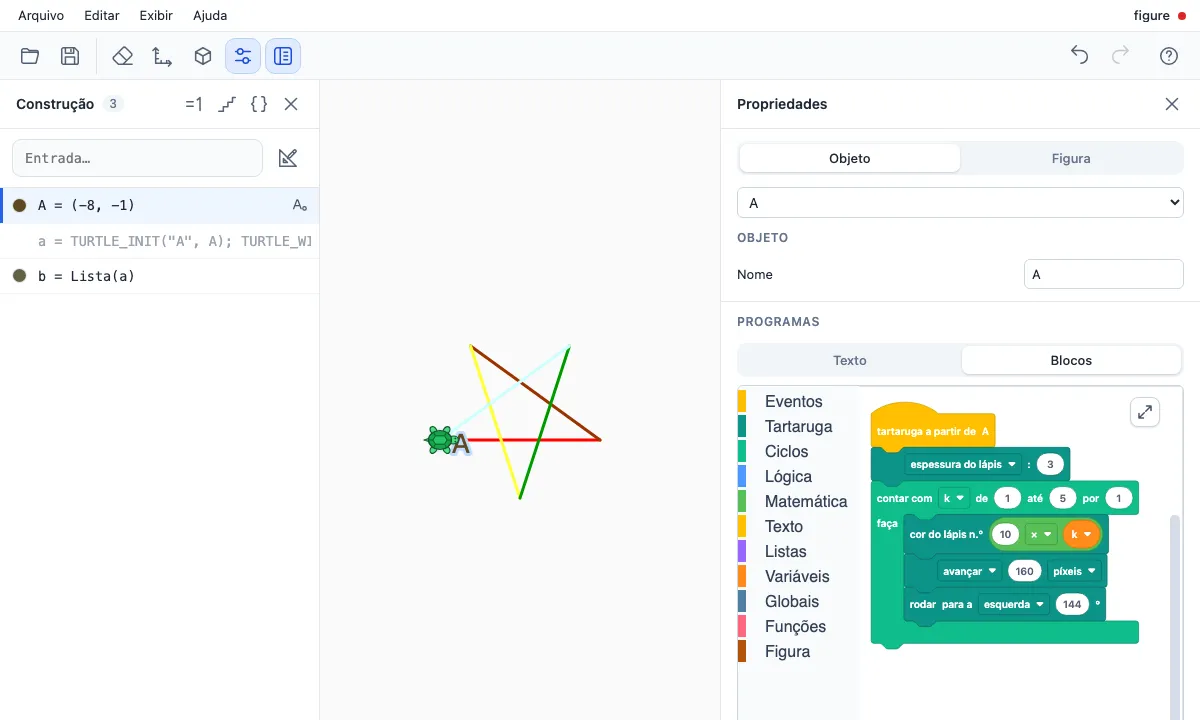 Arquivo Editar Exibir Ajuda figure
Construção 3 =1 { }
Entrada…
A = (−8, −1) A
a = TURTLE_INIT("A", A); TURTLE_WI
b = Lista(a)
A
Propriedades
Objeto Figura
A
OBJETO
Nome A
PROGRAMAS
Texto Blocos
Eventos
Tartaruga
Ciclos
Lógica
Matemática
Texto
Listas
Variáveis
Globais
Funções
Figura
tartaruga a partir de A
espessura do lápis : 3
contar com k de 1 até 5 por 1
faça
cor do lápis n.º 10 × k
avançar 160 píxeis
rodar para a esquerda 144 °